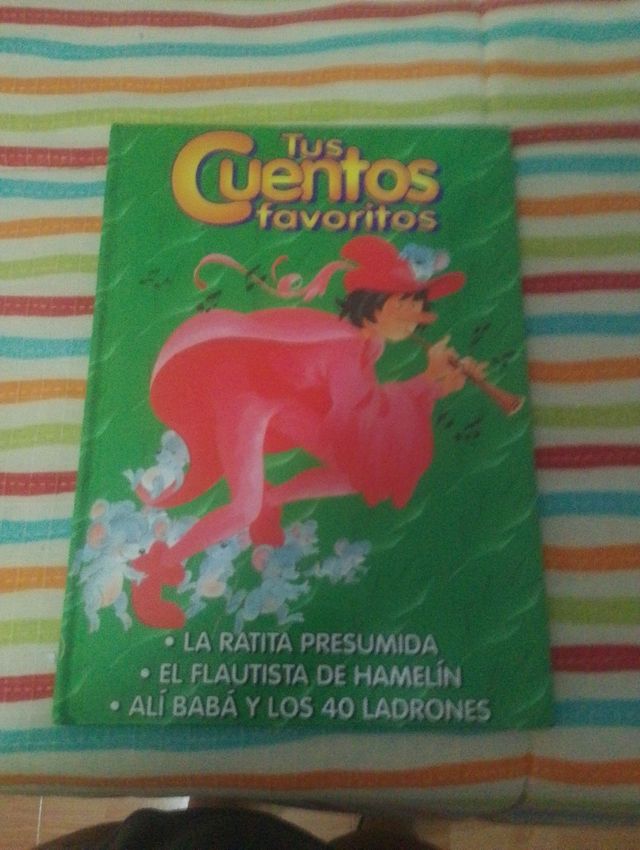 Tus
Cuentos
favoritos
• LA RATITA PRESUMIDA
• EL FLAUTISTA DE HAMELÍN
• ALÍ BABÁ Y LOS 40 LADRONES